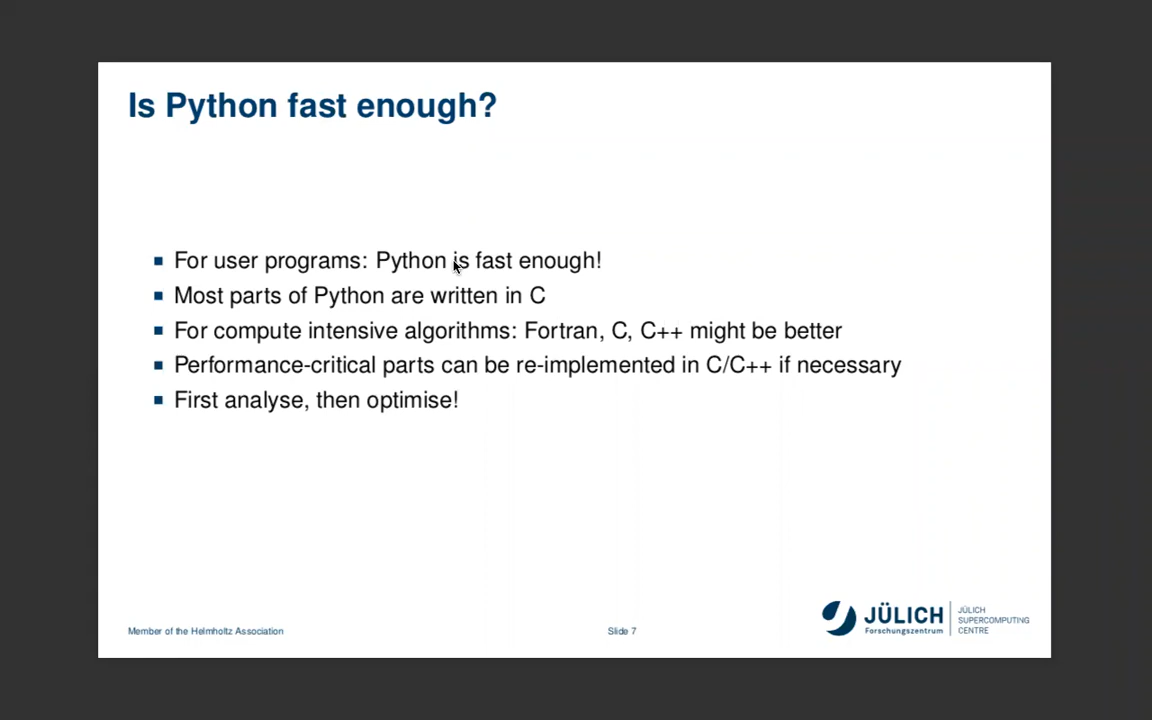 Is Python fast enough?
For user programs: Python is fast enough!
Most parts of Python are written in C
For compute intensive algorithms: Fortran, C, C++ might be better
Performance-critical parts can be re-implemented in C/C++ if necessary
First analyse, then optimise!
Member of the Helmholtz Association
Slide 7
JÜLICH
Forschungszentrum
JÜLICH
SUPERCOMPUTING
CENTRE